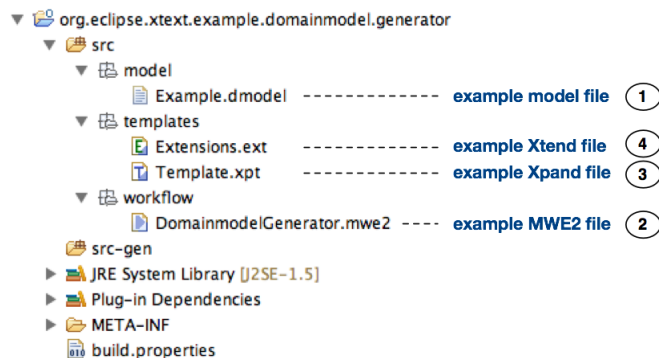 org.eclipse.xtext.example.domainmodel.generator
src
model
Example.dmodel ------------- example model file 1
templates
Extensions.ext ------------- example Xtend file 4
Template.xpt ------------- example Xpand file 3
workflow
DomainmodelGenerator.mwe2 ---- example MWE2 file 2
src-gen
JRE System Library [J2SE-1.5]
Plug-in Dependencies
META-INF
build.properties